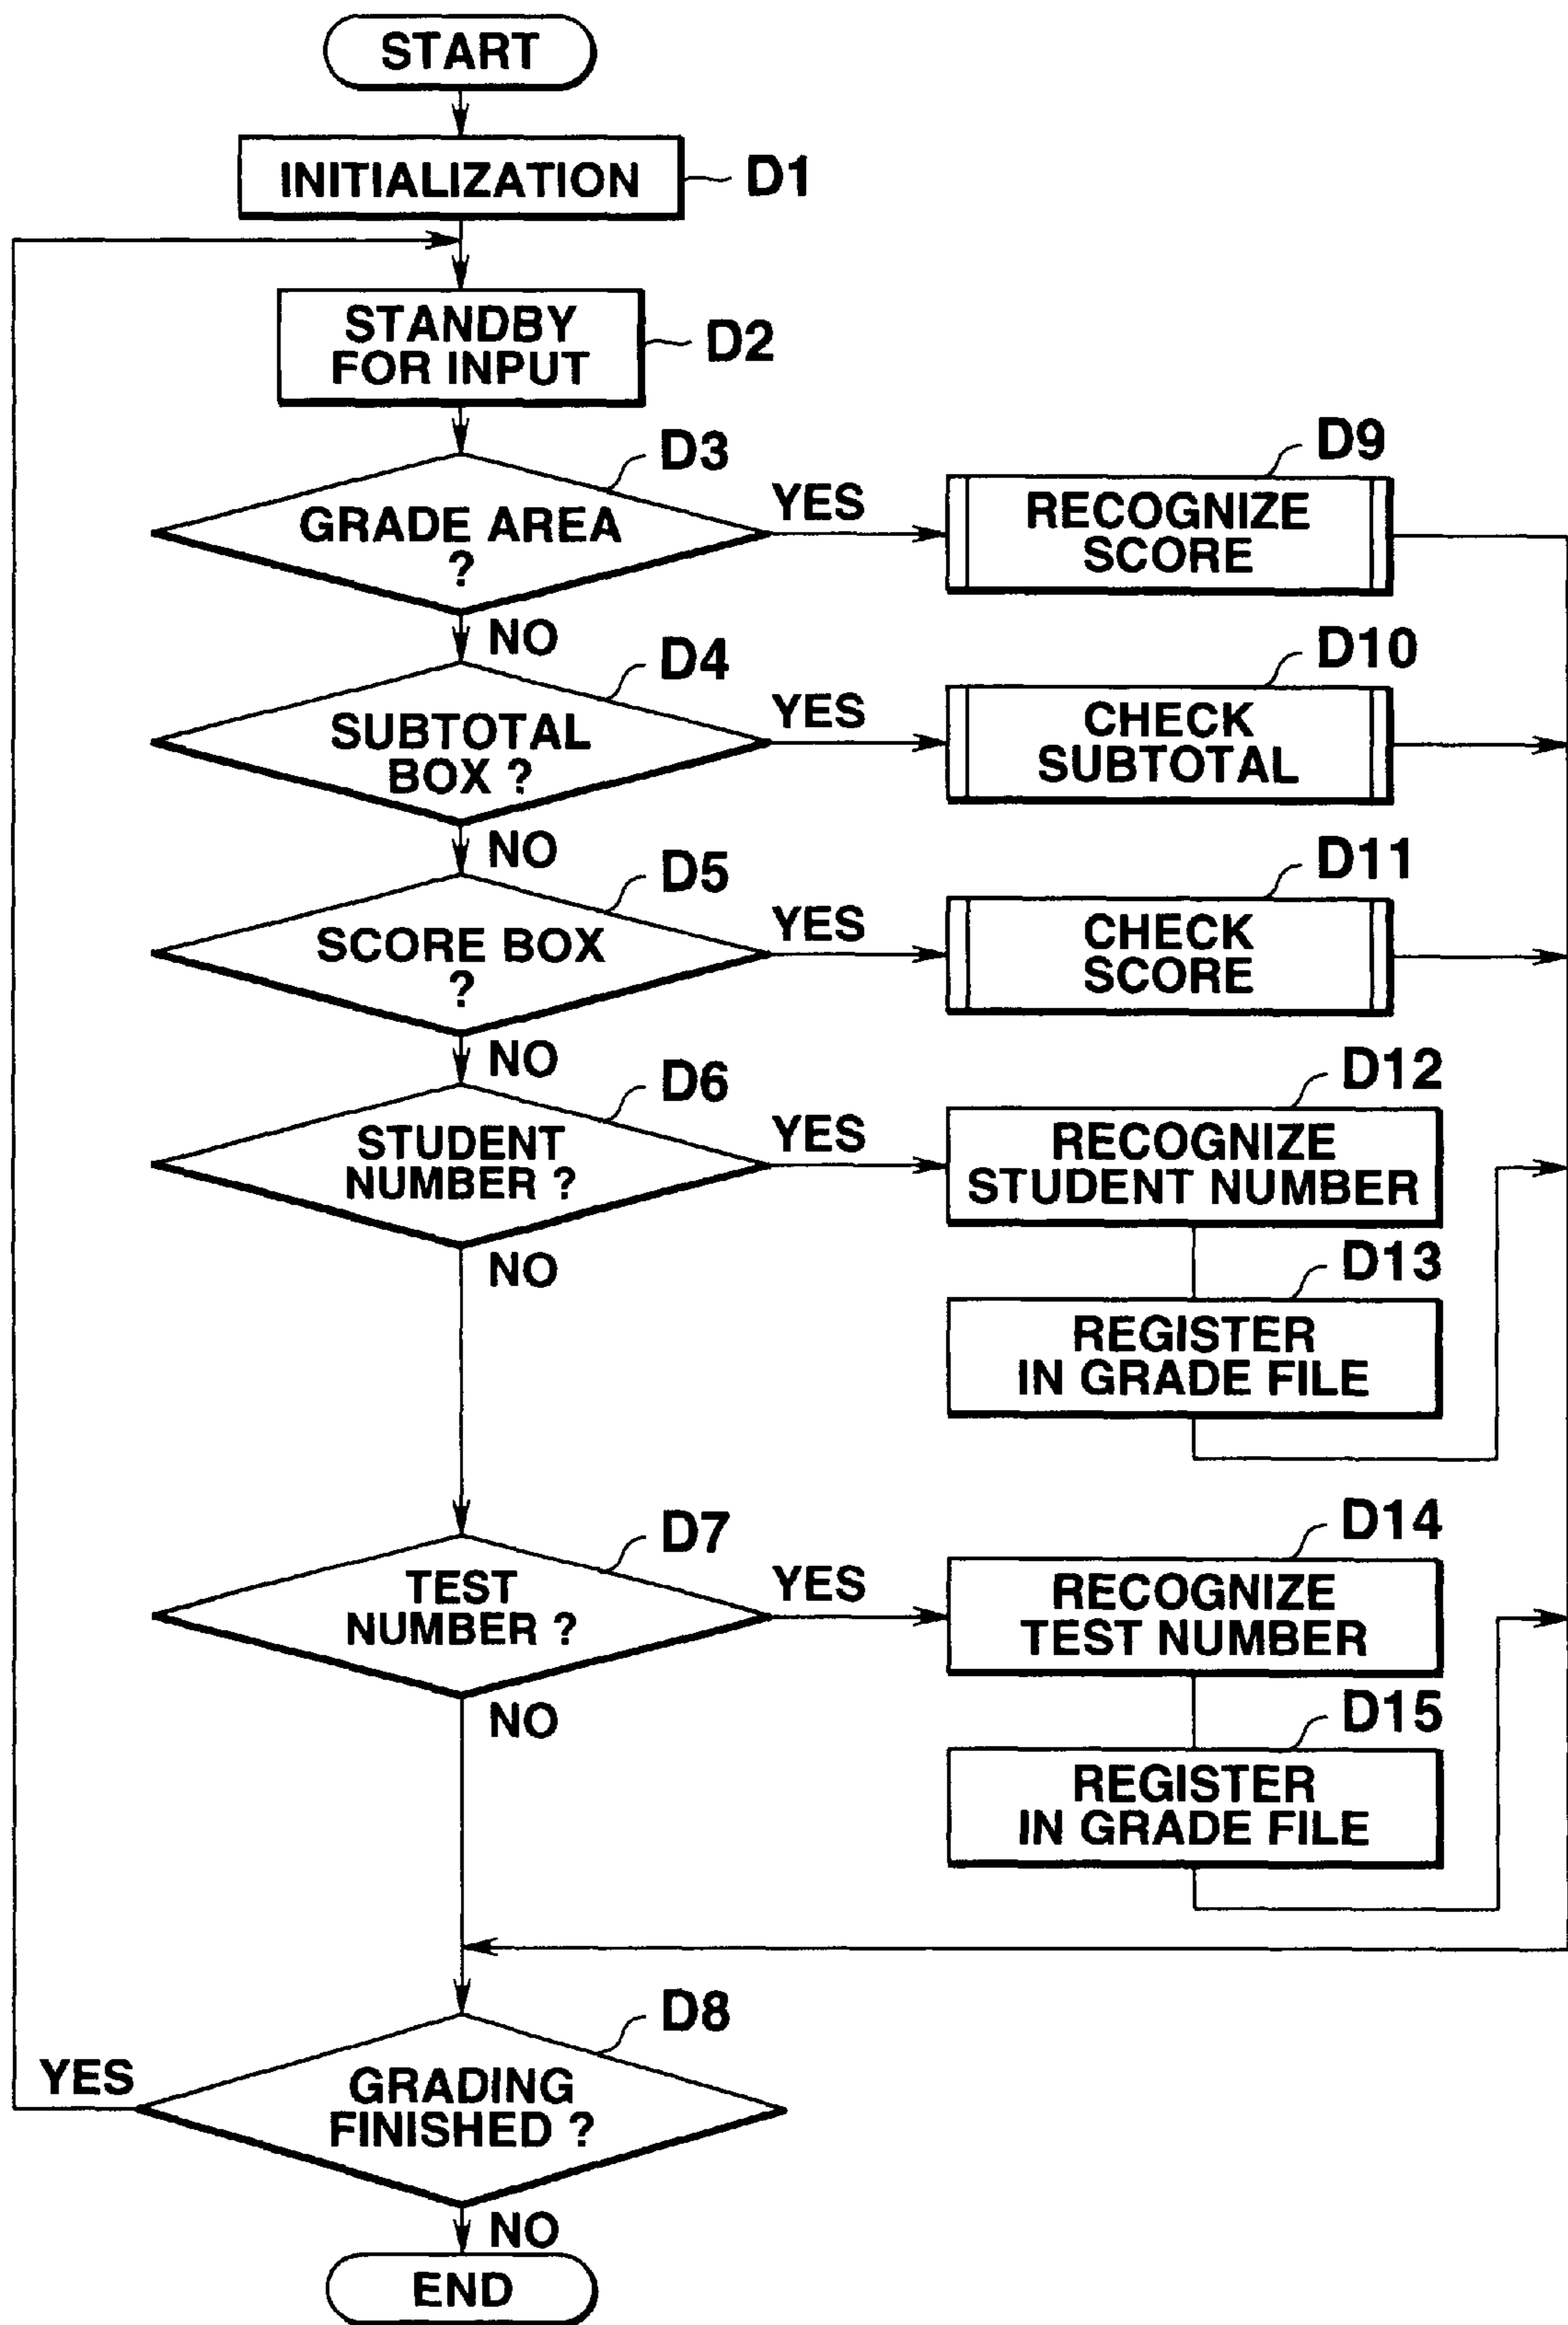 START
INITIALIZATION
D1
STANDBY
FOR INPUT
D2
D3
GRADE AREA
?
YES
D9
RECOGNIZE
SCORE
NO
D4
SUBTOTAL
BOX ?
YES
D10
CHECK
SUBTOTAL
NO
D5
SCORE BOX
?
YES
D11
CHECK
SCORE
NO
D6
STUDENT
NUMBER ?
YES
D12
RECOGNIZE
STUDENT NUMBER
NO
D13
REGISTER
IN GRADE FILE
D7
TEST
NUMBER ?
YES
D14
RECOGNIZE
TEST NUMBER
NO
D15
REGISTER
IN GRADE FILE
D8
GRADING
FINISHED ?
YES
NO
END